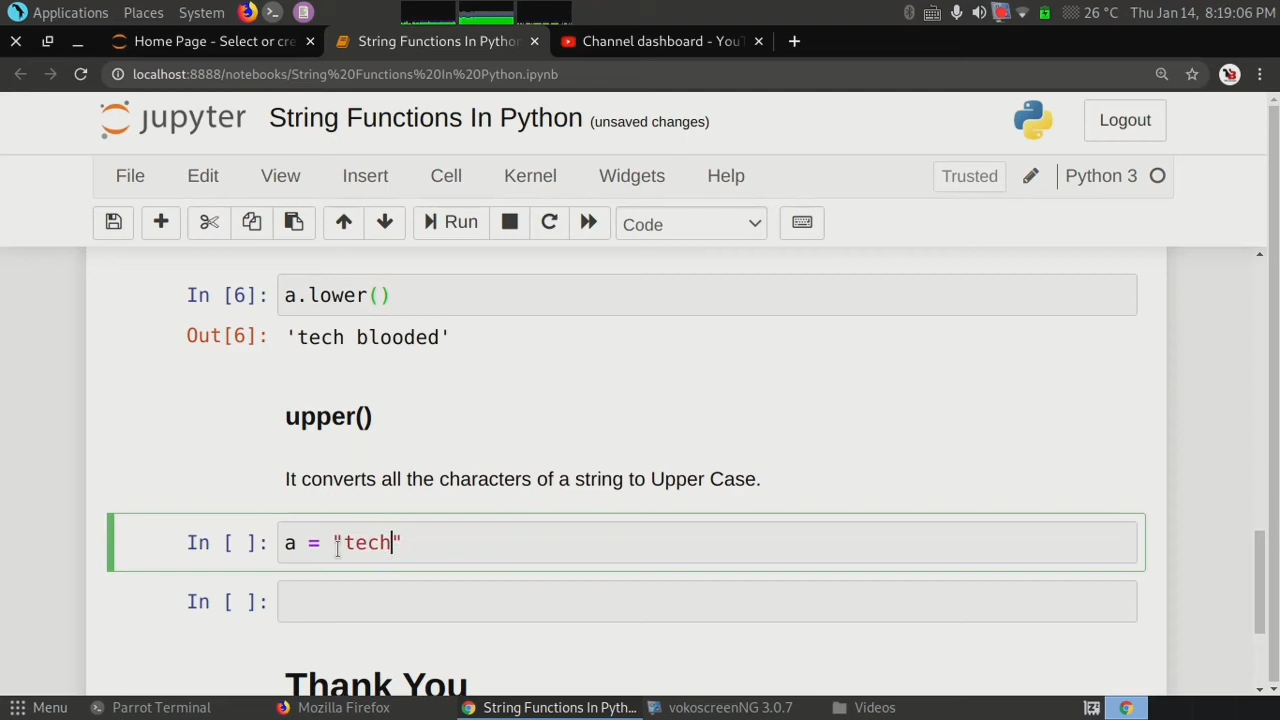 Applications Places System 26 °C Thu Jan 14, 8:19:06 PM
Home Page - Select or cre String Functions In Python Channel dashboard - YouT
localhost:8888/notebooks/String%20Functions%20In%20Python.ipynb
jupyter String Functions In Python (unsaved changes) Logout
File Edit View Insert Cell Kernel Widgets Help Trusted Python 3
Run Code
In [6]: a.lower()
Out[6]: 'tech blooded'
upper()
It converts all the characters of a string to Upper Case.
In [ ]: a = "tech"
In [ ]:
Thank You
Menu Parrot Terminal Mozilla Firefox String Functions In Pyth... vokoscreenNG 3.0.7 Videos